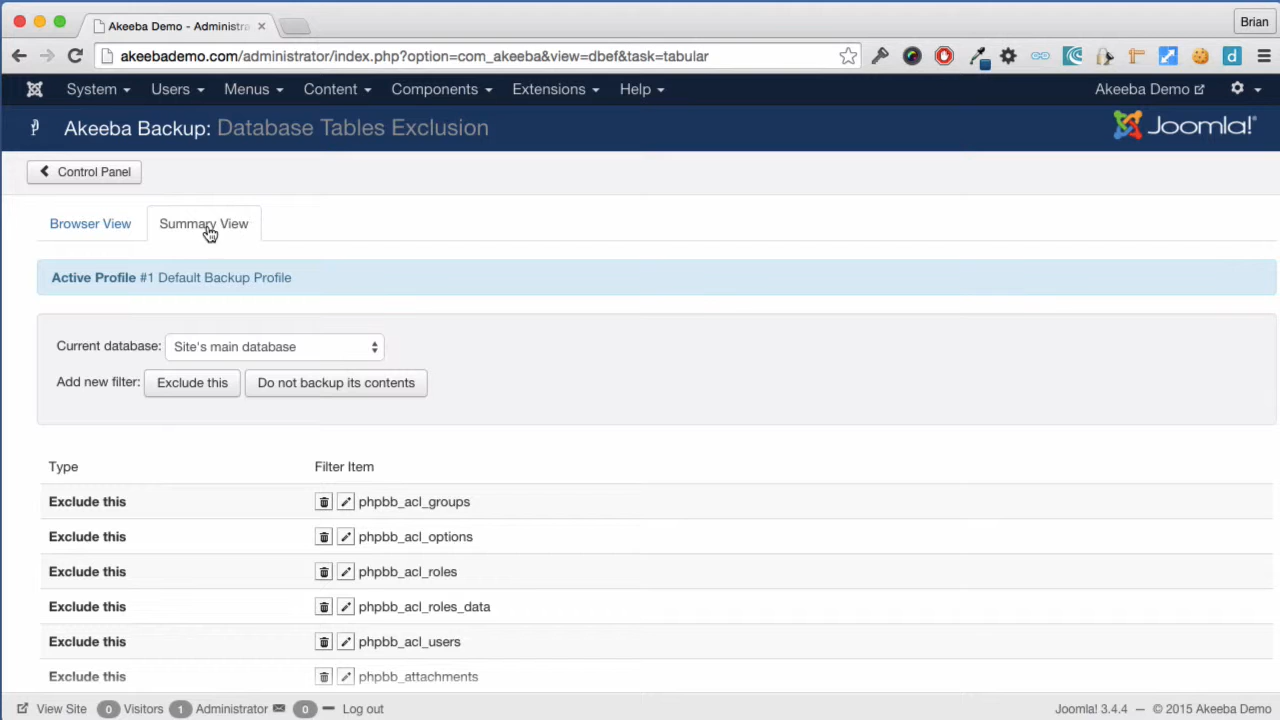 Akeeba Demo - Administra
Brian
akeebademo.com/administrator/index.php?option=com_akeeba&view=dbef&task=tabular
System Users Menus Content Components Extensions Help Akeeba Demo
Akeeba Backup: Database Tables Exclusion Joomla!®
Control Panel
Browser View Summary View
Active Profile #1 Default Backup Profile
Current database: Site's main database
Add new filter: Exclude this Do not backup its contents
Type Filter Item
Exclude this phpbb_acl_groups
Exclude this phpbb_acl_options
Exclude this phpbb_acl_roles
Exclude this phpbb_acl_roles_data
Exclude this phpbb_acl_users
Exclude this phpbb_attachments
View Site 0 Visitors 1 Administrator 0 Log out Joomla! 3.4.4 — © 2015 Akeeba Demo